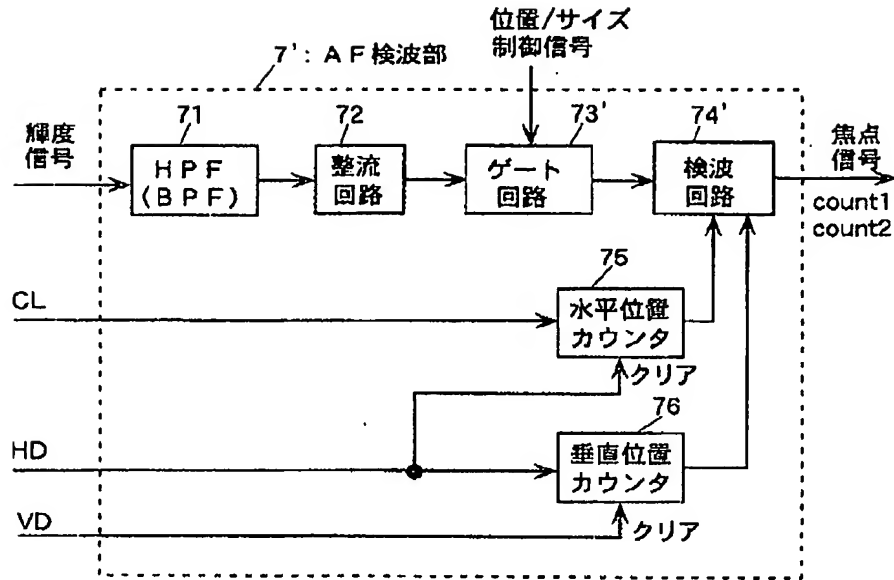 位置/サイズ
制御信号
7': AF検波部
71
72
73'
74'
輝度
信号
HPF
(BPF)
整流
回路
ゲート
回路
検波
回路
焦点
信号
count1
count2
75
CL
水平位置
カウンタ
クリア
76
HD
垂直位置
カウンタ
VD
クリア